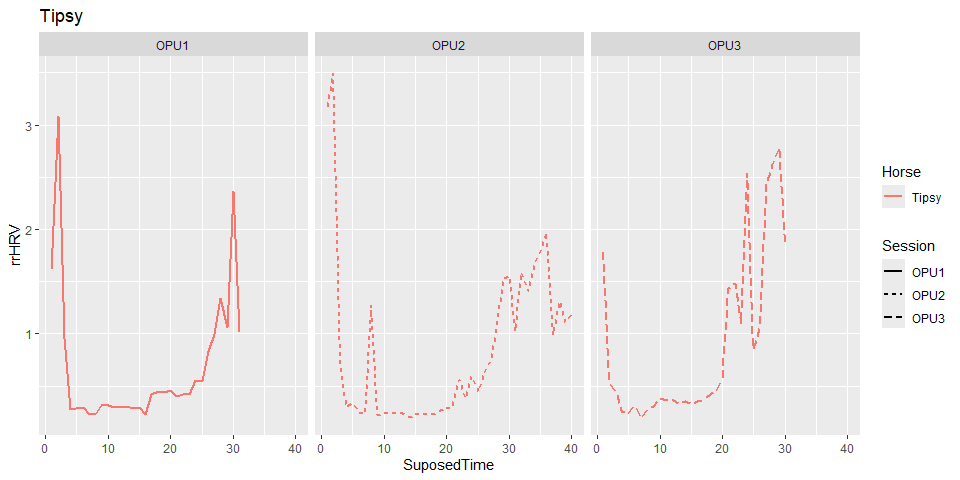 Tipsy
OPU1 OPU2 OPU3
rrHRV
3
2
1
0 10 20 30 40 0 10 20 30 40 0 10 20 30 40
SuposedTime
Horse
Tipsy
Session
OPU1
OPU2
OPU3